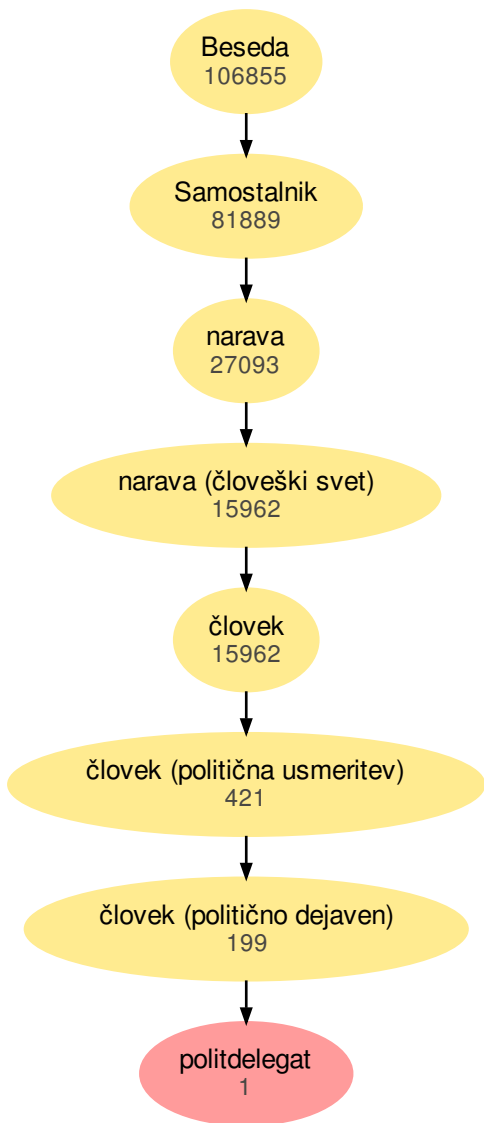 Beseda
106855
Samostalnik
81889
narava
27093
narava (človeški svet)
15962
človek
15962
človek (politična usmeritev)
421
človek (politično dejaven)
199
politdelegat
1